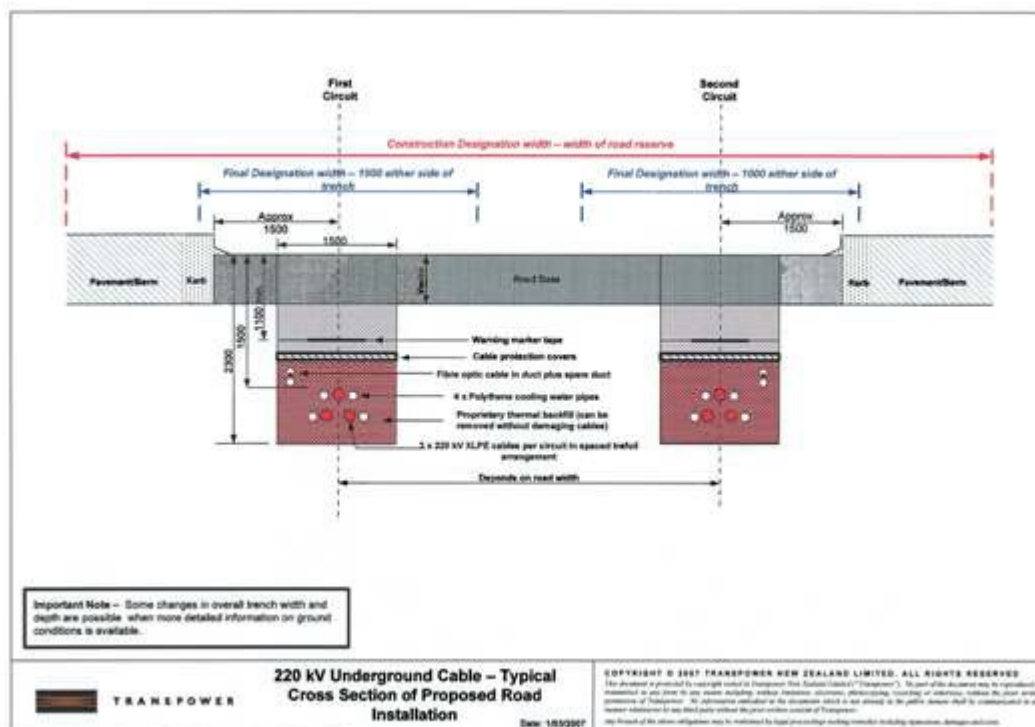 First
Circuit
Second
Circuit
Construction Designation width – width of road reserve
Final Designation width – 1000 either side of
trench
Final Designation width – 1000 either side of
trench
Approx
1500
1500
Approx
1500
Pavement/Berm
Kerb
Road Base
Kerb
Pavement/Berm
1100
1500
2300
Warning marker tape
Cable protection covers
Fibre optic cable in duct plus spare duct
4 x Polythene cooling water pipes
Proprietary thermal backfill (can be
removed without damaging cables)
3 x 220 kV XLPE cables per circuit in spaced trefoil
arrangement
Depends on road width
Important Note – Some changes in overall trench width and
depth are possible when more detailed information on ground
conditions is available.
TRANSPOWER
220 kV Underground Cable – Typical
Cross Section of Proposed Road
Installation
Date: 1/03/2007
COPYRIGHT © 2007 TRANSPOWER NEW ZEALAND LIMITED. ALL RIGHTS RESERVED